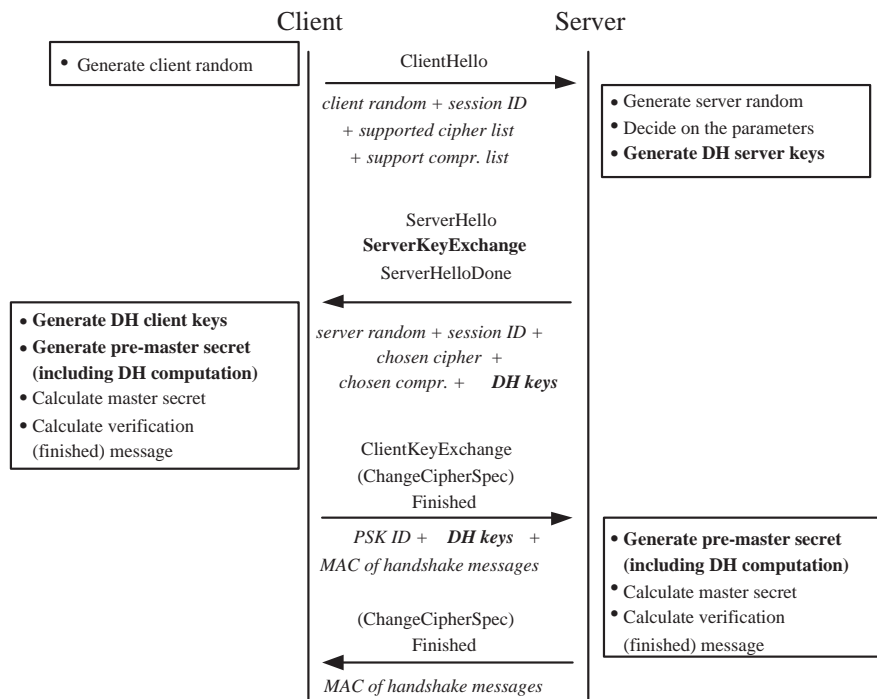 Client
Server
• Generate client random
ClientHello
client random + session ID
+ supported cipher list
+ support compr. list
• Generate server random
• Decide on the parameters
• Generate DH server keys
ServerHello
ServerKeyExchange
ServerHelloDone
server random + session ID +
chosen cipher +
chosen compr. + DH keys
• Generate DH client keys
• Generate pre-master secret
(including DH computation)
• Calculate master secret
• Calculate verification
(finished) message
ClientKeyExchange
(ChangeCipherSpec)
Finished
PSK ID + DH keys +
MAC of handshake messages
• Generate pre-master secret
(including DH computation)
• Calculate master secret
• Calculate verification
(finished) message
(ChangeCipherSpec)
Finished
MAC of handshake messages